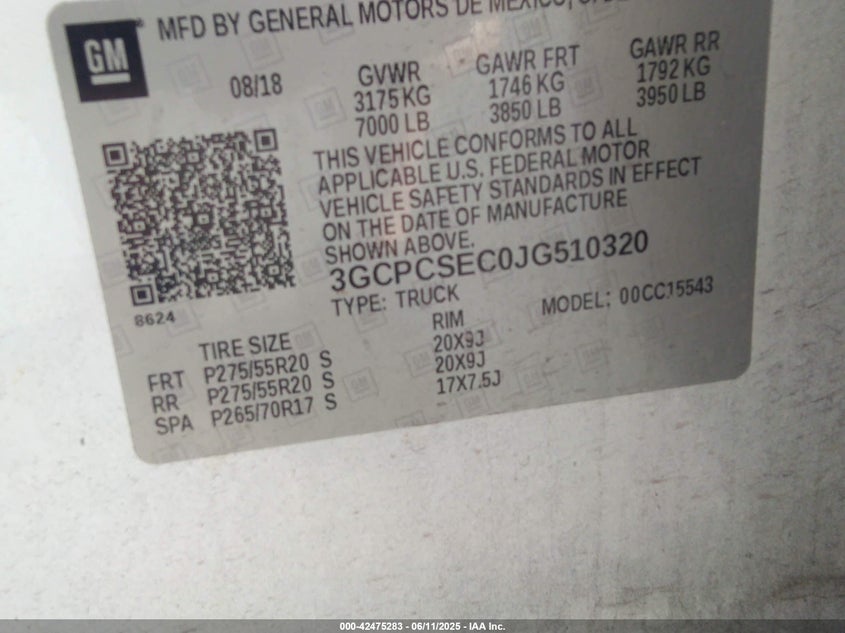 GM
MFD BY GENERAL MOTORS DE MEXICO,
08/18
GVWR
3175 KG
7000 LB
GAWR FRT
1746 KG
3850 LB
GAWR RR
1792 KG
3950 LB
THIS VEHICLE CONFORMS TO ALL
APPLICABLE U.S. FEDERAL MOTOR
VEHICLE SAFETY STANDARDS IN EFFECT
ON THE DATE OF MANUFACTURE
SHOWN ABOVE.
3GCPCSEC0JG510320
TYPE: TRUCK
MODEL: 00CC15543
8624
TIRE SIZE RIM
FRT P275/55R20 S 20X9J
RR P275/55R20 S 20X9J
SPA P265/70R17 S 17X7.5J
000-42475283 - 06/11/2025 - IAA Inc.